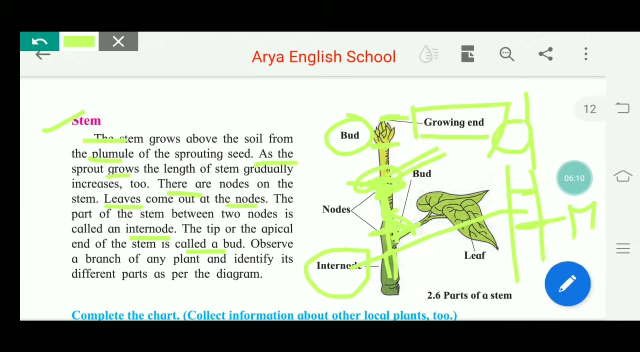 Arya English School
12
Stem
The stem grows above the soil from
the plumule of the sprouting seed. As the
sprout grows the length of stem gradually
increases, too. There are nodes on the
stem. Leaves come out at the nodes. The
part of the stem between two nodes is
called an internode. The tip or the apical
end of the stem is called a bud. Observe
a branch of any plant and identify its
different parts as per the diagram.
Bud
Growing end
Bud
Nodes
Internode
Leaf
2.6 Parts of a stem
M
06:10
Complete the chart. (Collect information about other local plants, too.)